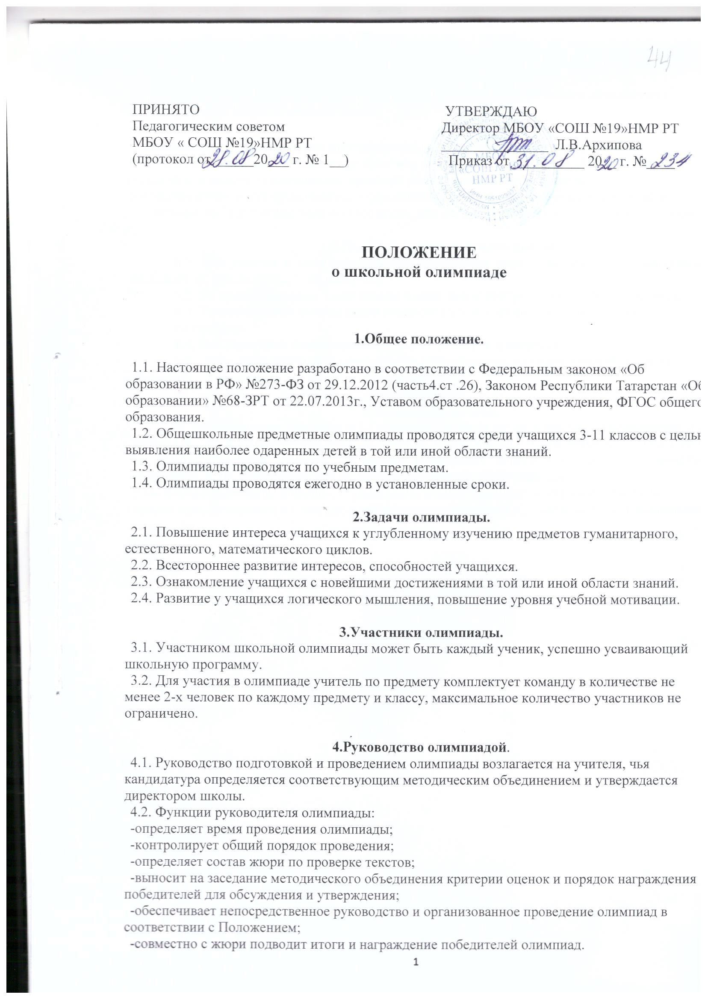 44
ПРИНЯТО
Педагогическим советом
МБОУ « СОШ №19»НМР РТ
(протокол от 28.08 2020 г. № 1__)
УТВЕРЖДАЮ
Директор МБОУ «СОШ №19»НМР РТ
Л.В.Архипова
Приказ от 31.08 2020 г. № 234
МБОУ
«СОШ № 19»
НМР РТ
ПОЛОЖЕНИЕ
о школьной олимпиаде
1.Общее положение.
1.1. Настоящее положение разработано в соответствии с Федеральным законом «Об
образовании в РФ» №273-ФЗ от 29.12.2012 (часть4.ст .26), Законом Республики Татарстан «Об
образовании» №68-ЗРТ от 22.07.2013г., Уставом образовательного учреждения, ФГОС общего
образования.
1.2. Общешкольные предметные олимпиады проводятся среди учащихся 3-11 классов с цель
выявления наиболее одаренных детей в той или иной области знаний.
1.3. Олимпиады проводятся по учебным предметам.
1.4. Олимпиады проводятся ежегодно в установленные сроки.
2.Задачи олимпиады.
2.1. Повышение интереса учащихся к углубленному изучению предметов гуманитарного,
естественного, математического циклов.
2.2. Всестороннее развитие интересов, способностей учащихся.
2.3. Ознакомление учащихся с новейшими достижениями в той или иной области знаний.
2.4. Развитие у учащихся логического мышления, повышение уровня учебной мотивации.
3.Участники олимпиады.
3.1. Участником школьной олимпиады может быть каждый ученик, успешно усваивающий
школьную программу.
3.2. Для участия в олимпиаде учитель по предмету комплектует команду в количестве не
менее 2-х человек по каждому предмету и классу, максимальное количество участников не
ограничено.
4.Руководство олимпиадой.
4.1. Руководство подготовкой и проведением олимпиады возлагается на учителя, чья
кандидатура определяется соответствующим методическим объединением и утверждается
директором школы.
4.2. Функции руководителя олимпиады:
-определяет время проведения олимпиады;
-контролирует общий порядок проведения;
-определяет состав жюри по проверке текстов;
-выносит на заседание методического объединения критерии оценок и порядок награждения
победителей для обсуждения и утверждения;
-обеспечивает непосредственное руководство и организованное проведение олимпиад в
соответствии с Положением;
-совместно с жюри подводит итоги и награждение победителей олимпиад.
1